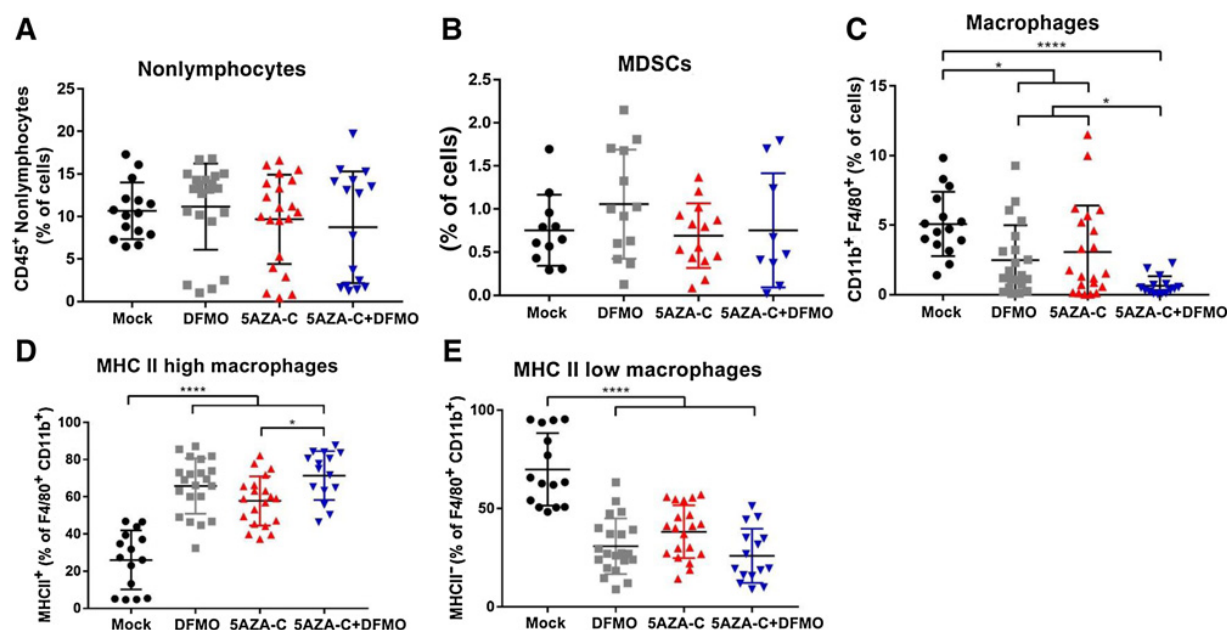 A
Nonlymphocytes
CD45⁺ Nonlymphocytes
(% of cells)
25
20
15
10
5
0
Mock DFMO 5AZA-C 5AZA-C+DFMO
B
MDSCs
(% of cells)
2.5
2.0
1.5
1.0
0.5
0.0
Mock DFMO 5AZA-C 5AZA-C+DFMO
C
Macrophages
CD11b⁺ F4/80⁺ (% of cells)
****
*
*
15
10
5
0
Mock DFMO 5AZA-C 5AZA-C+DFMO
D
MHC II high macrophages
MHCII⁺ (% of F4/80⁺ CD11b⁺)
****
*
100
80
60
40
20
0
Mock DFMO 5AZA-C 5AZA-C+DFMO
E
MHC II low macrophages
MHCII⁻ (% of F4/80⁺ CD11b⁺)
****
100
50
0
Mock DFMO 5AZA-C 5AZA-C+DFMO